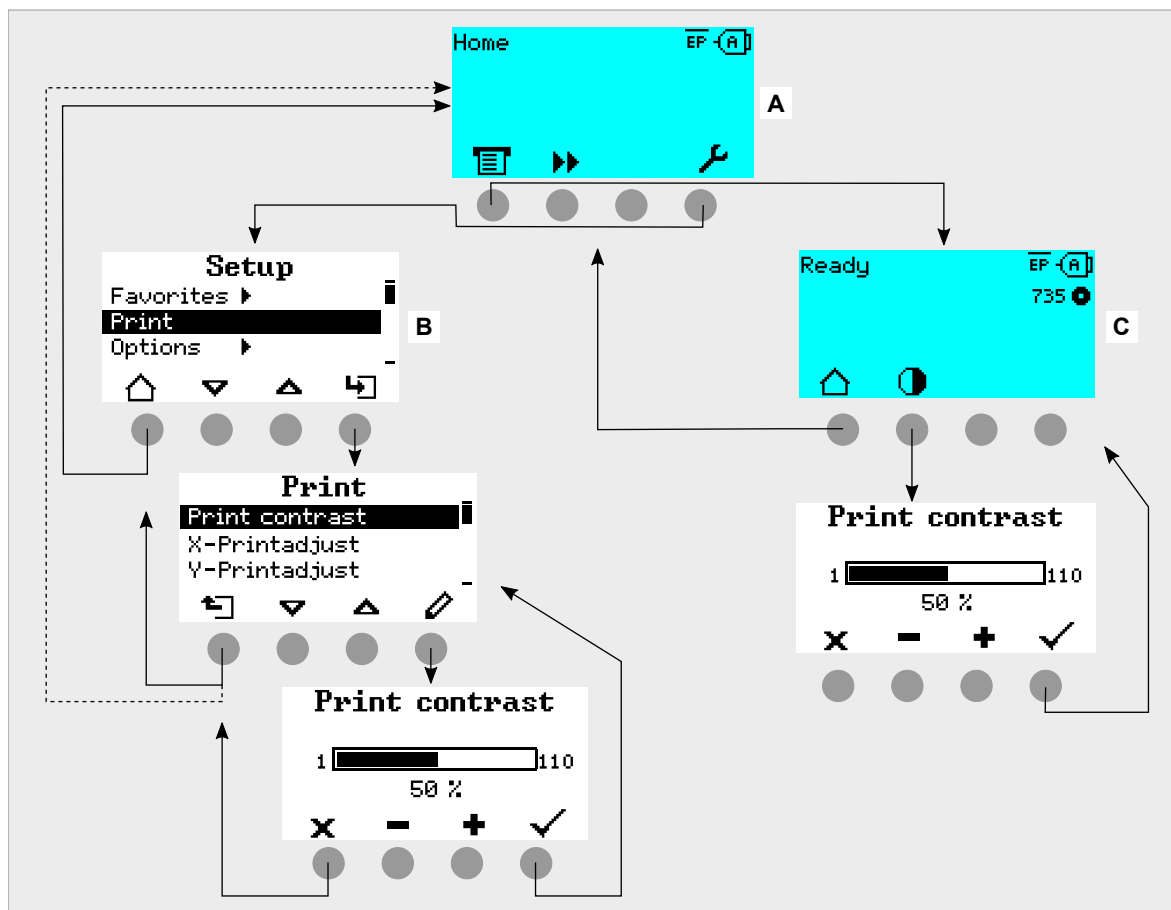 Home EP A
A
Setup
Favorites
Print
Options
B
Ready EP A
735
C
Print
Print contrast
X-Printadjust
Y-Printadjust
Print contrast
1 110
50 %
Print contrast
1 110
50 %